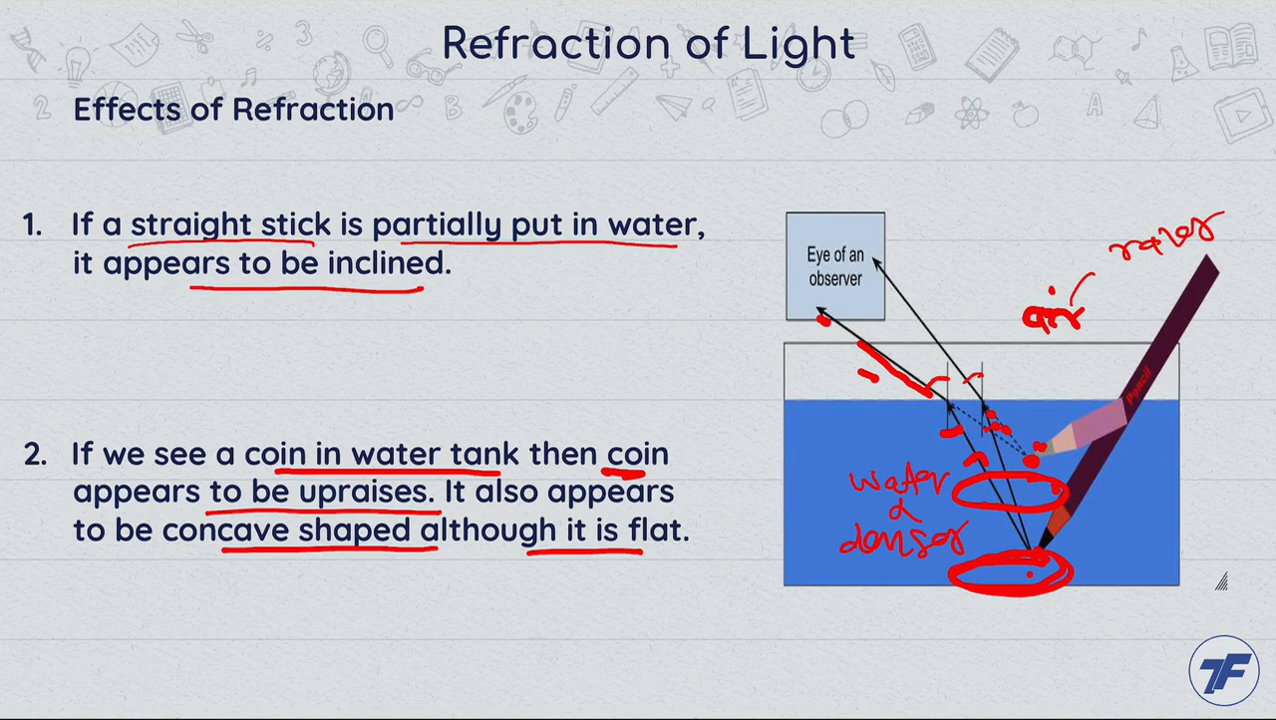 Refraction of Light
Effects of Refraction
1. If a straight stick is partially put in water,
it appears to be inclined.
2. If we see a coin in water tank then coin
appears to be upraises. It also appears
to be concave shaped although it is flat.
Eye of an
observer
rarer
air
Pencil
water
denser
TF